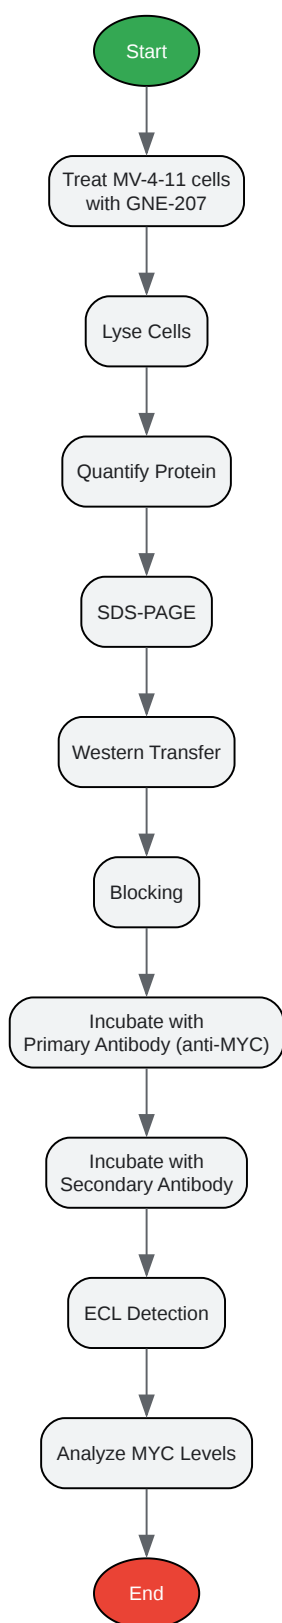 Start
Treat MV-4-11 cells
with GNE-207
Lyse Cells
Quantify Protein
SDS-PAGE
Western Transfer
Blocking
Incubate with
Primary Antibody (anti-MYC)
Incubate with
Secondary Antibody
ECL Detection
Analyze MYC Levels
End